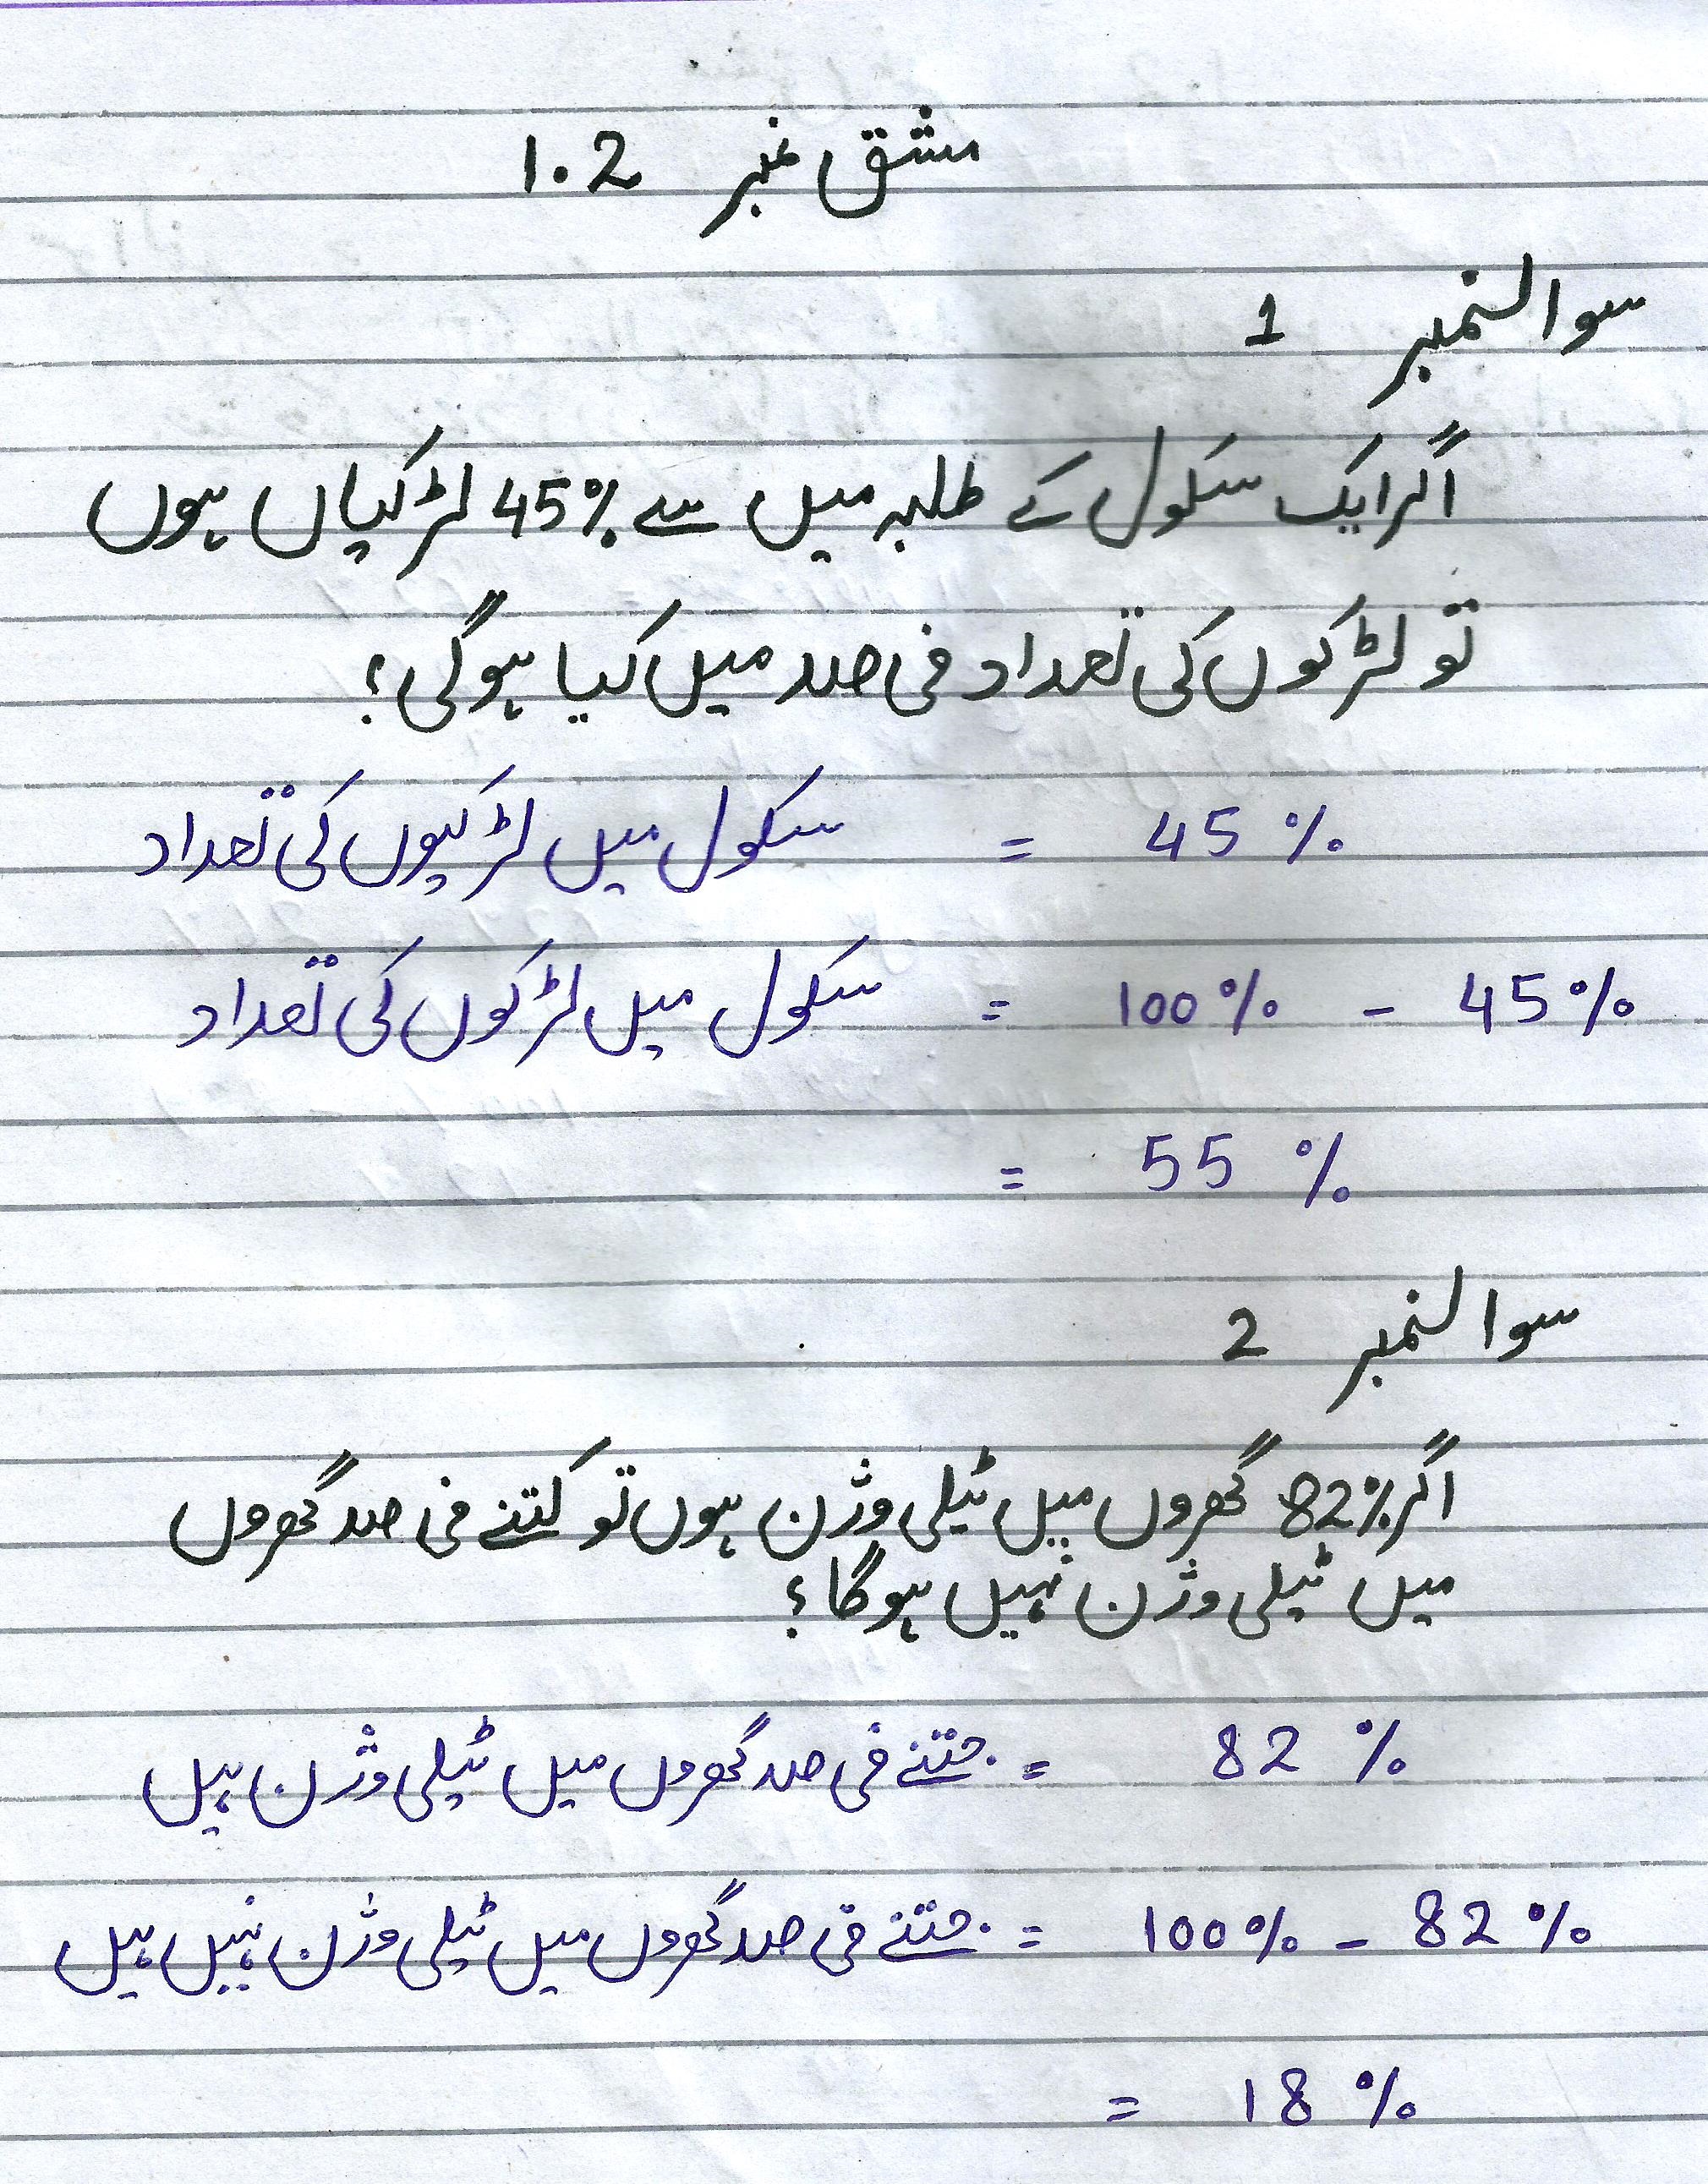 مشق نمبر 1.2
سوالنمبر 1
اگر ایک سکول کے طلبہ میں سے 45% لڑکیاں ہوں
تو لڑکوں کی تعداد فی صد میں کیا ہوگی؟
سکول میں لڑکیوں کی تعداد = 45 %
سکول میں لڑکوں کی تعداد = 100% - 45%
= 55 %
سوالنمبر 2
اگر 82% گھروں میں ٹیلی وژن ہوں تو کتنے فی صد گھروں
میں ٹیلی وژن نہیں ہوگا؟
جتنے فی صد گھروں میں ٹیلی وژن ہیں = 82 %
جتنے فی صد گھروں میں ٹیلی وژن نہیں ہیں = 100% - 82%
= 18 %